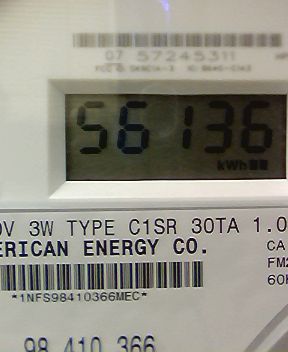 07 57245311
56136
kWh
0V 3W TYPE C1SR 30TA 1.0
ERICAN ENERGY CO.
CA
FM2
60H
*1NFS98410366MEC*
98 410 366